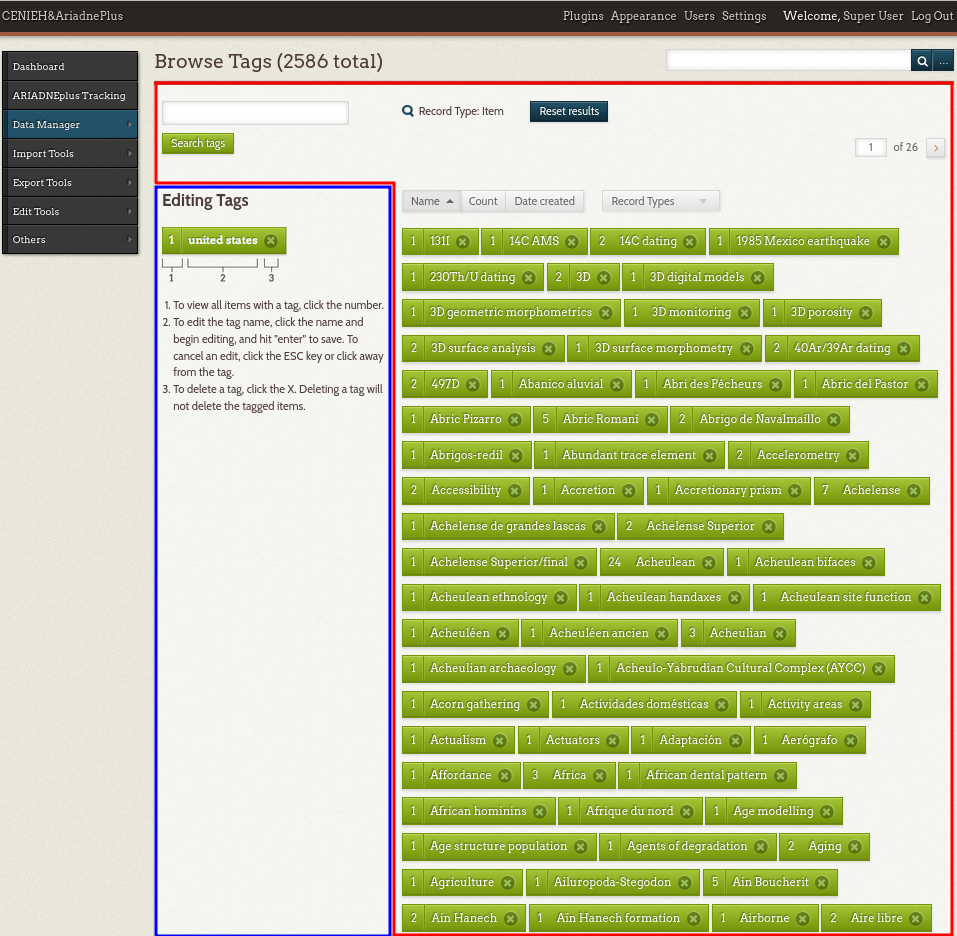 CENIEH&AriadnePlus
Plugins Appearance Users Settings Welcome, Super User Log Out
Dashboard
ARIADNEplus Tracking
Data Manager
Import Tools
Export Tools
Edit Tools
Others
Browse Tags (2586 total)
...
Search tags
Record Type: Item
Reset results
1 of 26
Editing Tags
1 united states
1 2 3
1. To view all items with a tag, click the number.
2. To edit the tag name, click the name and
begin editing, and hit "enter" to save. To
cancel an edit, click the ESC key or click away
from the tag.
3. To delete a tag, click the X. Deleting a tag will
not delete the tagged items.
Name Count Date created Record Types
1 131I 1 14C AMS 2 14C dating 1 1985 Mexico earthquake
1 230Th/U dating 2 3D 1 3D digital models
1 3D geometric morphometrics 1 3D monitoring 1 3D porosity
2 3D surface analysis 1 3D surface morphometry 2 40Ar/39Ar dating
2 497D 1 Abanico aluvial 1 Abri des Pêcheurs 1 Abric del Pastor
1 Abric Pizarro 5 Abric Romaní 2 Abrigo de Navalmaíllo
1 Abrigos-redil 1 Abundant trace element 2 Accelerometry
2 Accessibility 1 Accretion 1 Accretionary prism 7 Achelense
1 Achelense de grandes lascas 2 Achelense Superior
1 Achelense Superior/final 24 Acheulean 1 Acheulean bifaces
1 Acheulean ethnology 1 Acheulean handaxes 1 Acheulean site function
1 Acheuléen 1 Acheuléen ancien 3 Acheulian
1 Acheulian archaeology 1 Acheulo-Yabrudian Cultural Complex (AYCC)
1 Acorn gathering 1 Actividades domésticas 1 Activity areas
1 Actualism 1 Actuators 1 Adaptación 1 Aerógrafo
1 Affordance 3 Africa 1 African dental pattern
1 African hominins 1 Afrique du nord 1 Age modelling
1 Age structure population 1 Agents of degradation 2 Aging
1 Agriculture 1 Ailuropoda-Stegodon 5 Ain Boucherit
2 Ain Hanech 1 Ain Hanech formation 1 Airborne 2 Aire libre